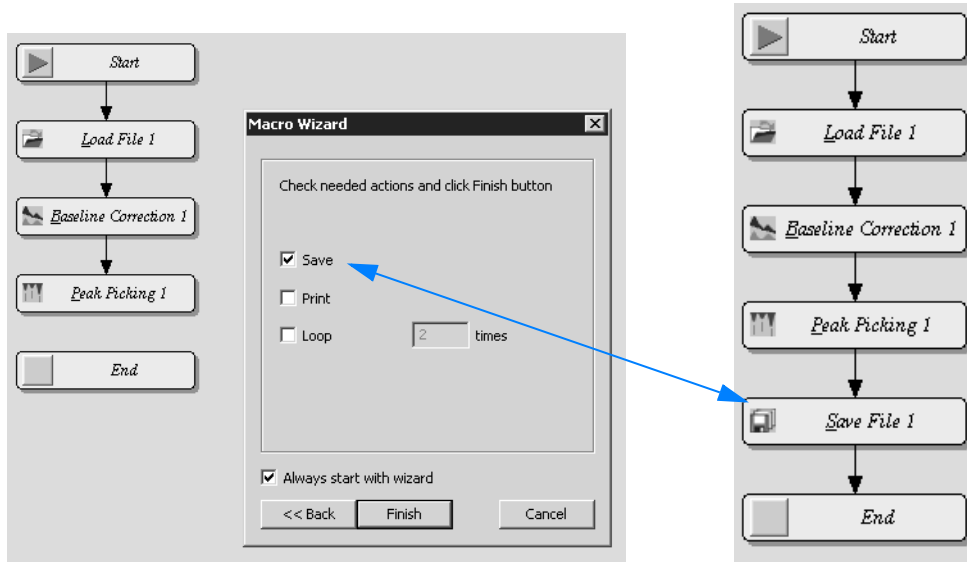 Start
Load File 1
Baseline Correction 1
Peak Picking 1
End
Macro Wizard
Check needed actions and click Finish button
Save
Print
Loop 2 times
Always start with wizard
<< Back Finish Cancel
Start
Load File 1
Baseline Correction 1
Peak Picking 1
Save File 1
End